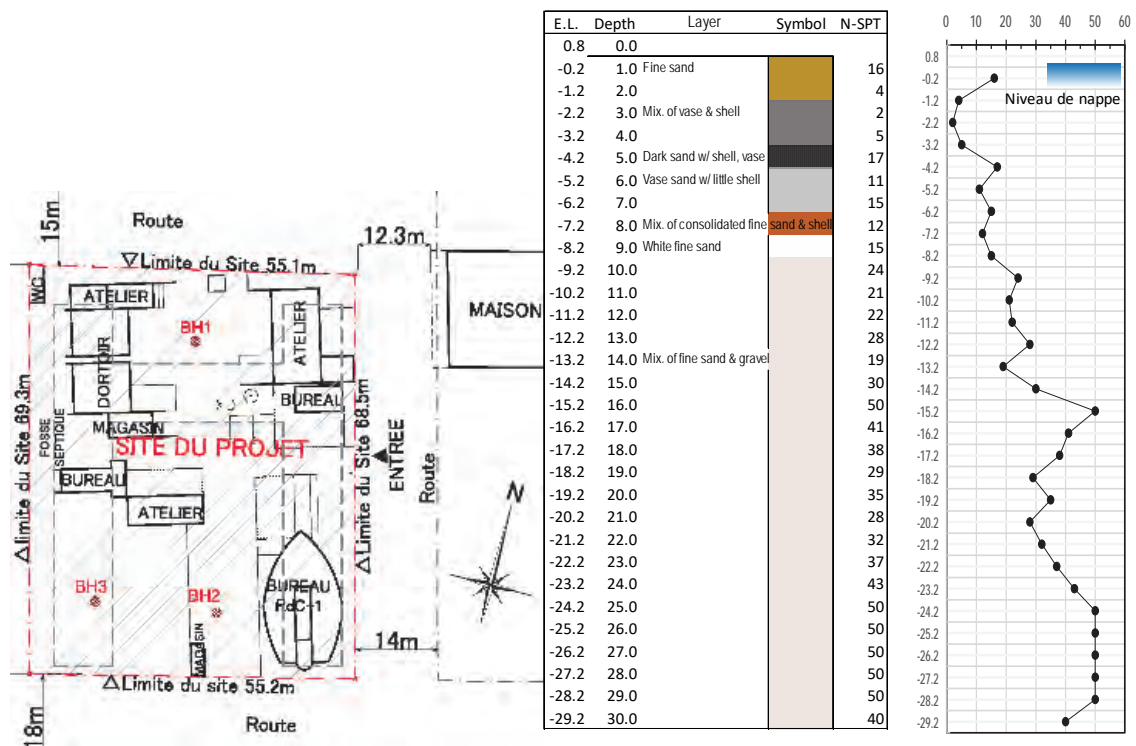 15m
Route
12.3m
▽Limite du Site 55.1m
WC
ATELIER
ATELIER
MAISON
BH1
DORTOIR
BUREAU
△limite du Site 69.3m
FOSSE SEPTIQUE
MAGASIN
SITE DU PROJET
△Limite du Site 68.5m
ENTREE
Route
BUREAU
ATELIER
N
BH3
BH2
BUREAU
RdC+1
MAGASIN
14m
△Limite du site 55.2m
18m
Route
E.L. Depth Layer Symbol N-SPT
0.8 0.0
-0.2 1.0 Fine sand 16
-1.2 2.0 4
-2.2 3.0 Mix. of vase & shell 2
-3.2 4.0 5
-4.2 5.0 Dark sand w/ shell, vase 17
-5.2 6.0 Vase sand w/ little shell 11
-6.2 7.0 15
-7.2 8.0 Mix. of consolidated fine sand & shell 12
-8.2 9.0 White fine sand 15
-9.2 10.0 24
-10.2 11.0 21
-11.2 12.0 22
-12.2 13.0 28
-13.2 14.0 Mix. of fine sand & gravel 19
-14.2 15.0 30
-15.2 16.0 50
-16.2 17.0 41
-17.2 18.0 38
-18.2 19.0 29
-19.2 20.0 35
-20.2 21.0 28
-21.2 22.0 32
-22.2 23.0 37
-23.2 24.0 43
-24.2 25.0 50
-25.2 26.0 50
-26.2 27.0 50
-27.2 28.0 50
-28.2 29.0 50
-29.2 30.0 40
0 10 20 30 40 50 60
0.8
-0.2
Niveau de nappe
-1.2
-2.2
-3.2
-4.2
-5.2
-6.2
-7.2
-8.2
-9.2
-10.2
-11.2
-12.2
-13.2
-14.2
-15.2
-16.2
-17.2
-18.2
-19.2
-20.2
-21.2
-22.2
-23.2
-24.2
-25.2
-26.2
-27.2
-28.2
-29.2